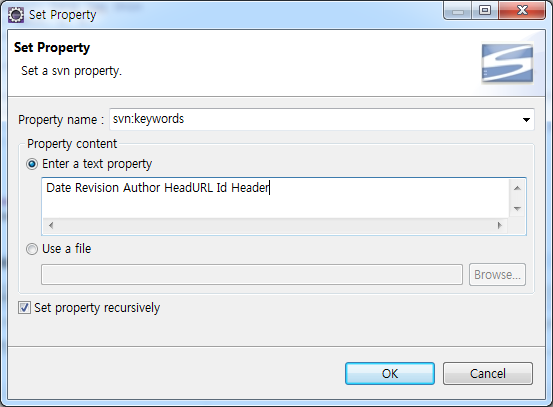 Set Property
Set Property
Set a svn property.
Property name : svn:keywords
Property content
Enter a text property
Date Revision Author HeadURL Id Header
Use a file
Browse...
Set property recursively
OK Cancel